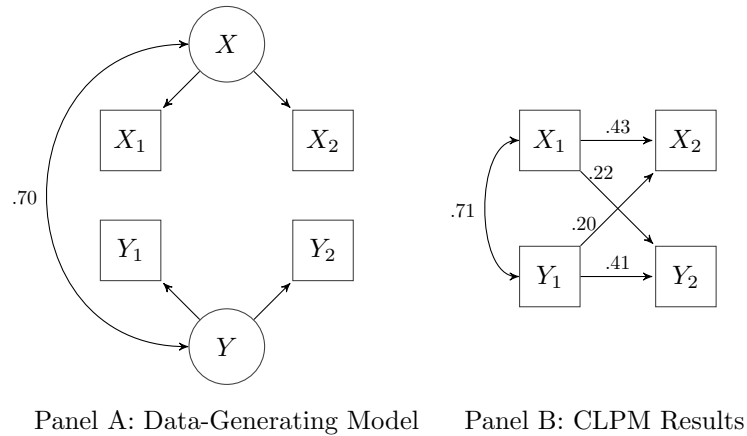 X
X₁
X₂
.70
Y₁
Y₂
Y
X₁
.43
X₂
.22
.71
.20
Y₁
.41
Y₂
Panel A: Data-Generating Model
Panel B: CLPM Results